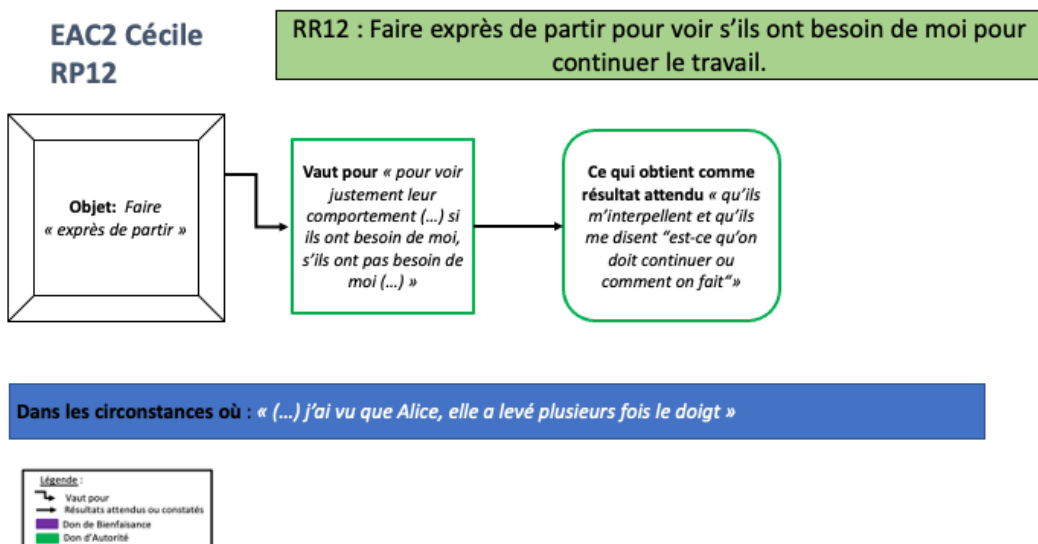 EAC2 Cécile
RP12
RR12 : Faire exprès de partir pour voir s’ils ont besoin de moi pour
continuer le travail.
Objet: Faire
« exprès de partir »
Vaut pour « pour voir
justement leur
comportement (...) si
ils ont besoin de moi,
s’ils ont pas besoin de
moi (...) »
Ce qui obtient comme
résultat attendu « qu’ils
m’interpellent et qu’ils
me disent “est-ce qu’on
doit continuer ou
comment on fait“»
Dans les circonstances où : « (...) j’ai vu que Alice, elle a levé plusieurs fois le doigt »
Légende :
Vaut pour
Résultats attendus ou constatés
Don de Bienfaisance
Don d’Autorité